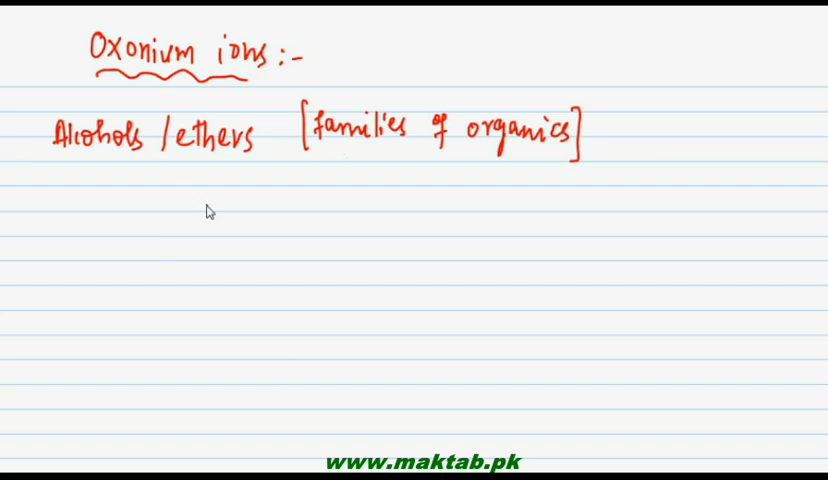 Oxonium ions :-
Alcohols / ethers [families of organics]
www.maktab.pk